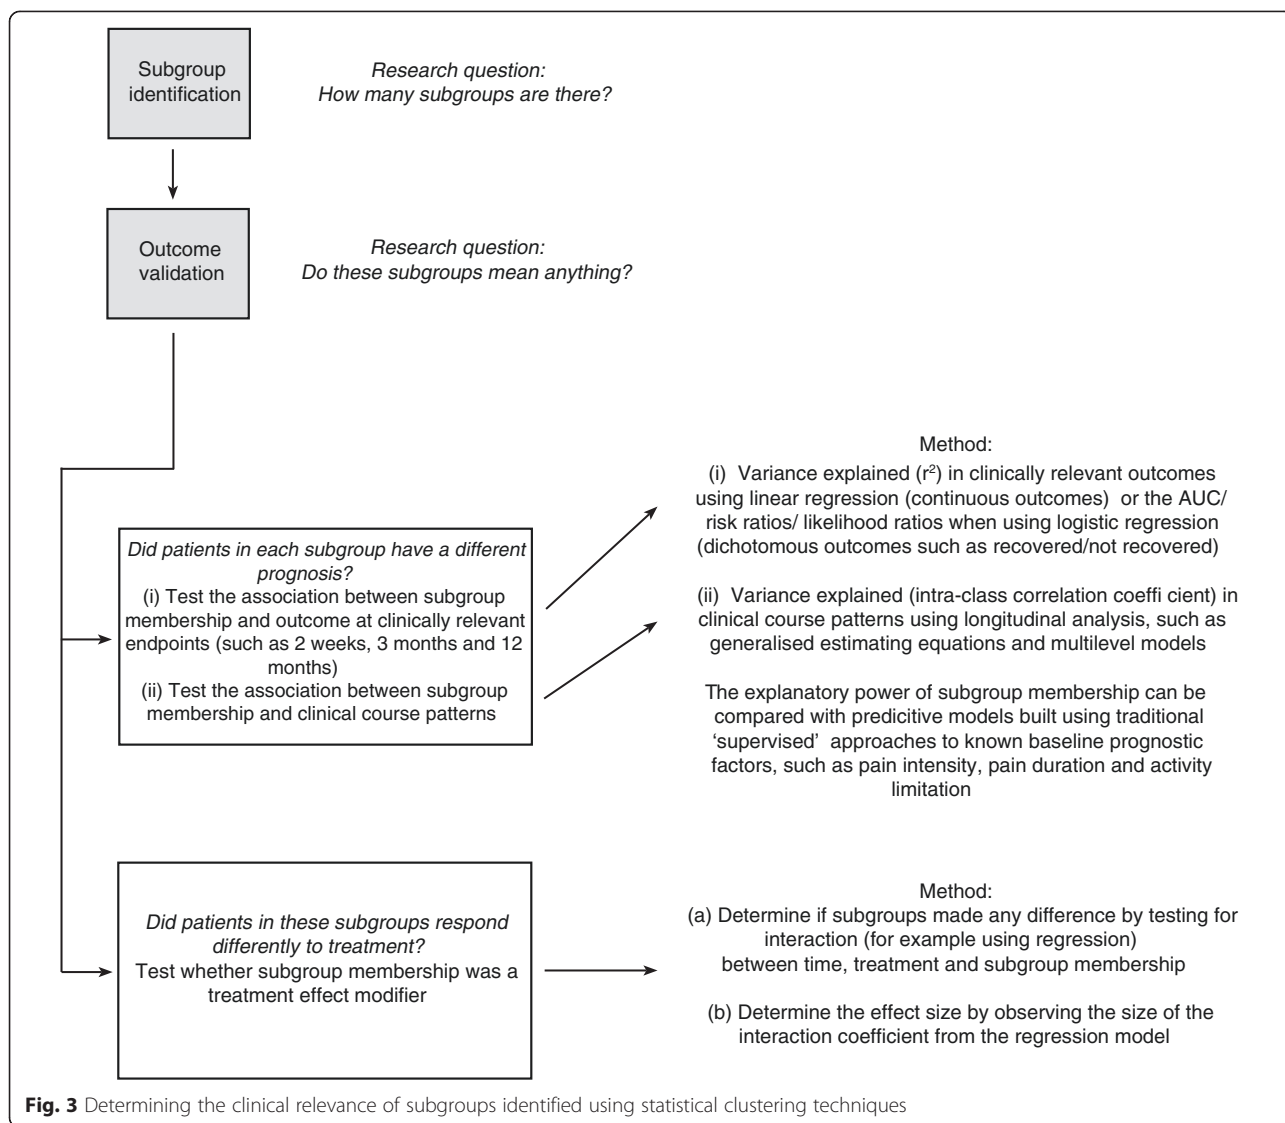 Subgroup
identification
Research question:
How many subgroups are there?
Outcome
validation
Research question:
Do these subgroups mean anything?
Did patients in each subgroup have a different
prognosis?
(i) Test the association between subgroup
membership and outcome at clinically relevant
endpoints (such as 2 weeks, 3 months and 12
months)
(ii) Test the association between subgroup
membership and clinical course patterns
Method:
(i) Variance explained (r²) in clinically relevant outcomes
using linear regression (continuous outcomes) or the AUC/
risk ratios/ likelihood ratios when using logistic regression
(dichotomous outcomes such as recovered/not recovered)
(ii) Variance explained (intra-class correlation coeffi cient) in
clinical course patterns using longitudinal analysis, such as
generalised estimating equations and multilevel models
The explanatory power of subgroup membership can be
compared with predicitive models built using traditional
‘supervised’ approaches to known baseline prognostic
factors, such as pain intensity, pain duration and activity
limitation
Did patients in these subgroups respond
differently to treatment?
Test whether subgroup membership was a
treatment effect modifier
Method:
(a) Determine if subgroups made any difference by testing for
interaction (for example using regression)
between time, treatment and subgroup membership
(b) Determine the effect size by observing the size of the
interaction coefficient from the regression model
Fig. 3 Determining the clinical relevance of subgroups identified using statistical clustering techniques